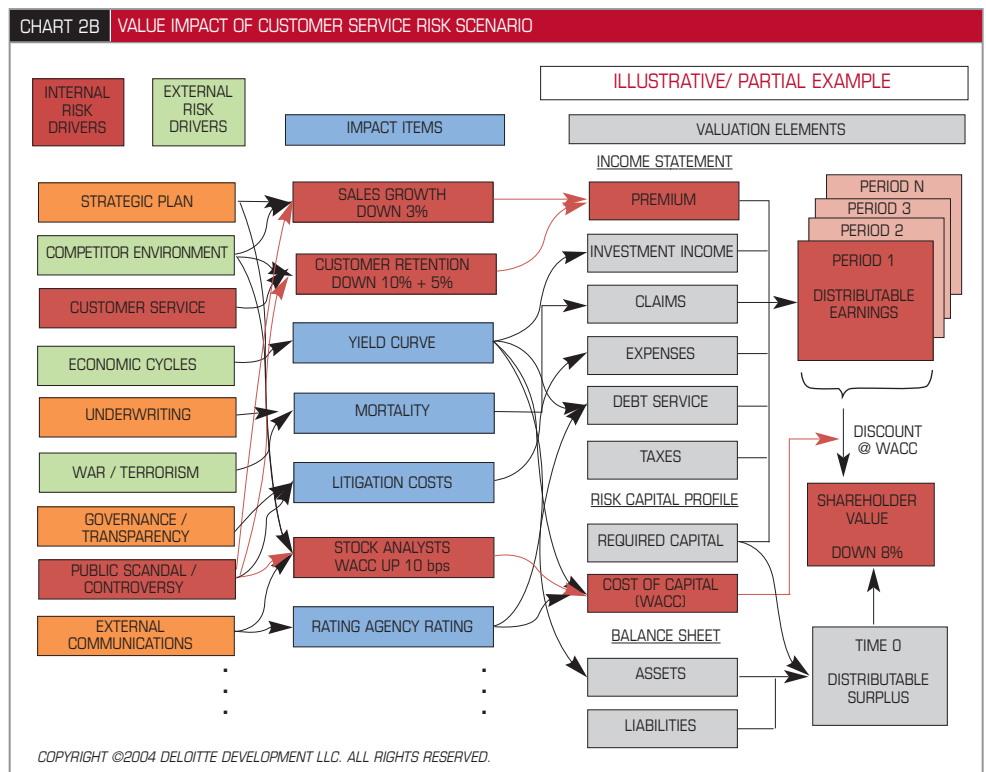 CHART 2B
VALUE IMPACT OF CUSTOMER SERVICE RISK SCENARIO
INTERNAL
RISK
DRIVERS
EXTERNAL
RISK
DRIVERS
ILLUSTRATIVE/ PARTIAL EXAMPLE
IMPACT ITEMS
VALUATION ELEMENTS
STRATEGIC PLAN
COMPETITOR ENVIRONMENT
CUSTOMER SERVICE
ECONOMIC CYCLES
UNDERWRITING
WAR / TERRORISM
GOVERNANCE /
TRANSPARENCY
PUBLIC SCANDAL /
CONTROVERSY
EXTERNAL
COMMUNICATIONS
SALES GROWTH
DOWN 3%
CUSTOMER RETENTION
DOWN 10% + 5%
YIELD CURVE
MORTALITY
LITIGATION COSTS
STOCK ANALYSTS
WACC UP 10 bps
RATING AGENCY RATING
INCOME STATEMENT
PREMIUM
INVESTMENT INCOME
CLAIMS
EXPENSES
DEBT SERVICE
TAXES
RISK CAPITAL PROFILE
REQUIRED CAPITAL
COST OF CAPITAL
(WACC)
BALANCE SHEET
ASSETS
LIABILITIES
PERIOD N
PERIOD 3
PERIOD 2
PERIOD 1
DISTRIBUTABLE
EARNINGS
DISCOUNT
@ WACC
SHAREHOLDER
VALUE
DOWN 8%
TIME 0
DISTRIBUTABLE
SURPLUS
COPYRIGHT ©2004 DELOITTE DEVELOPMENT LLC. ALL RIGHTS RESERVED.